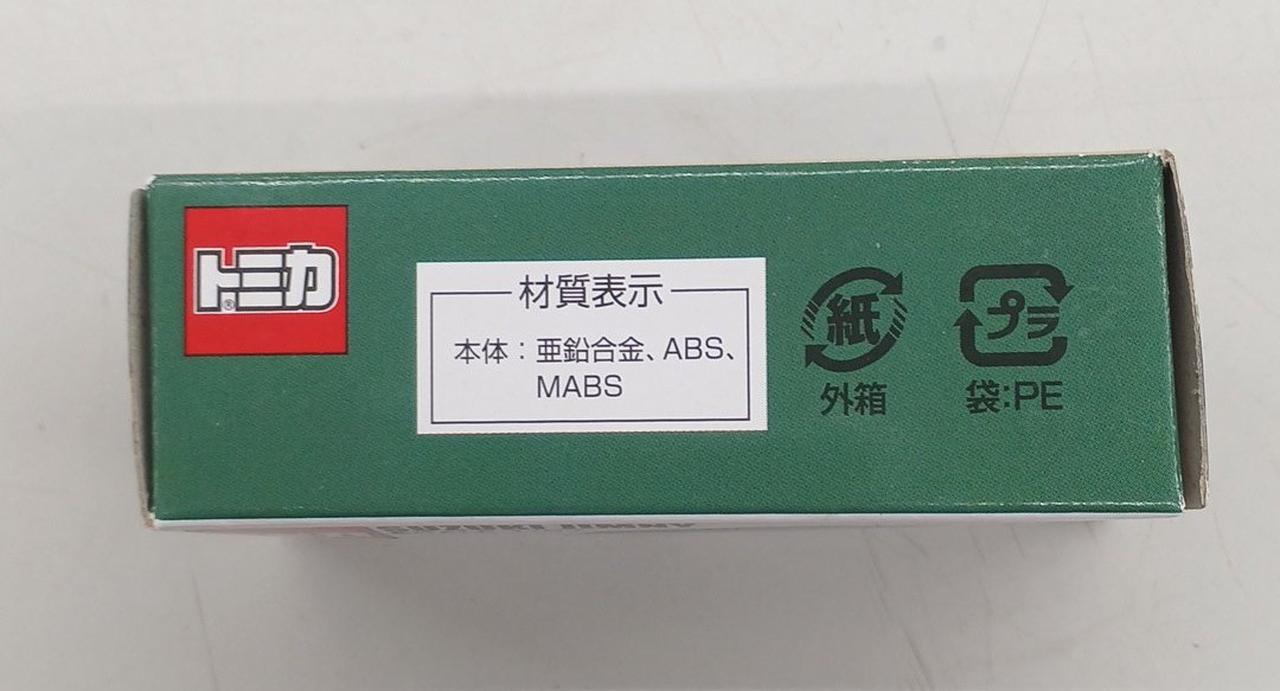 トミカ®
材質表示
本体：亜鉛合金、ABS、
MABS
紙
外箱
プラ
袋：PE